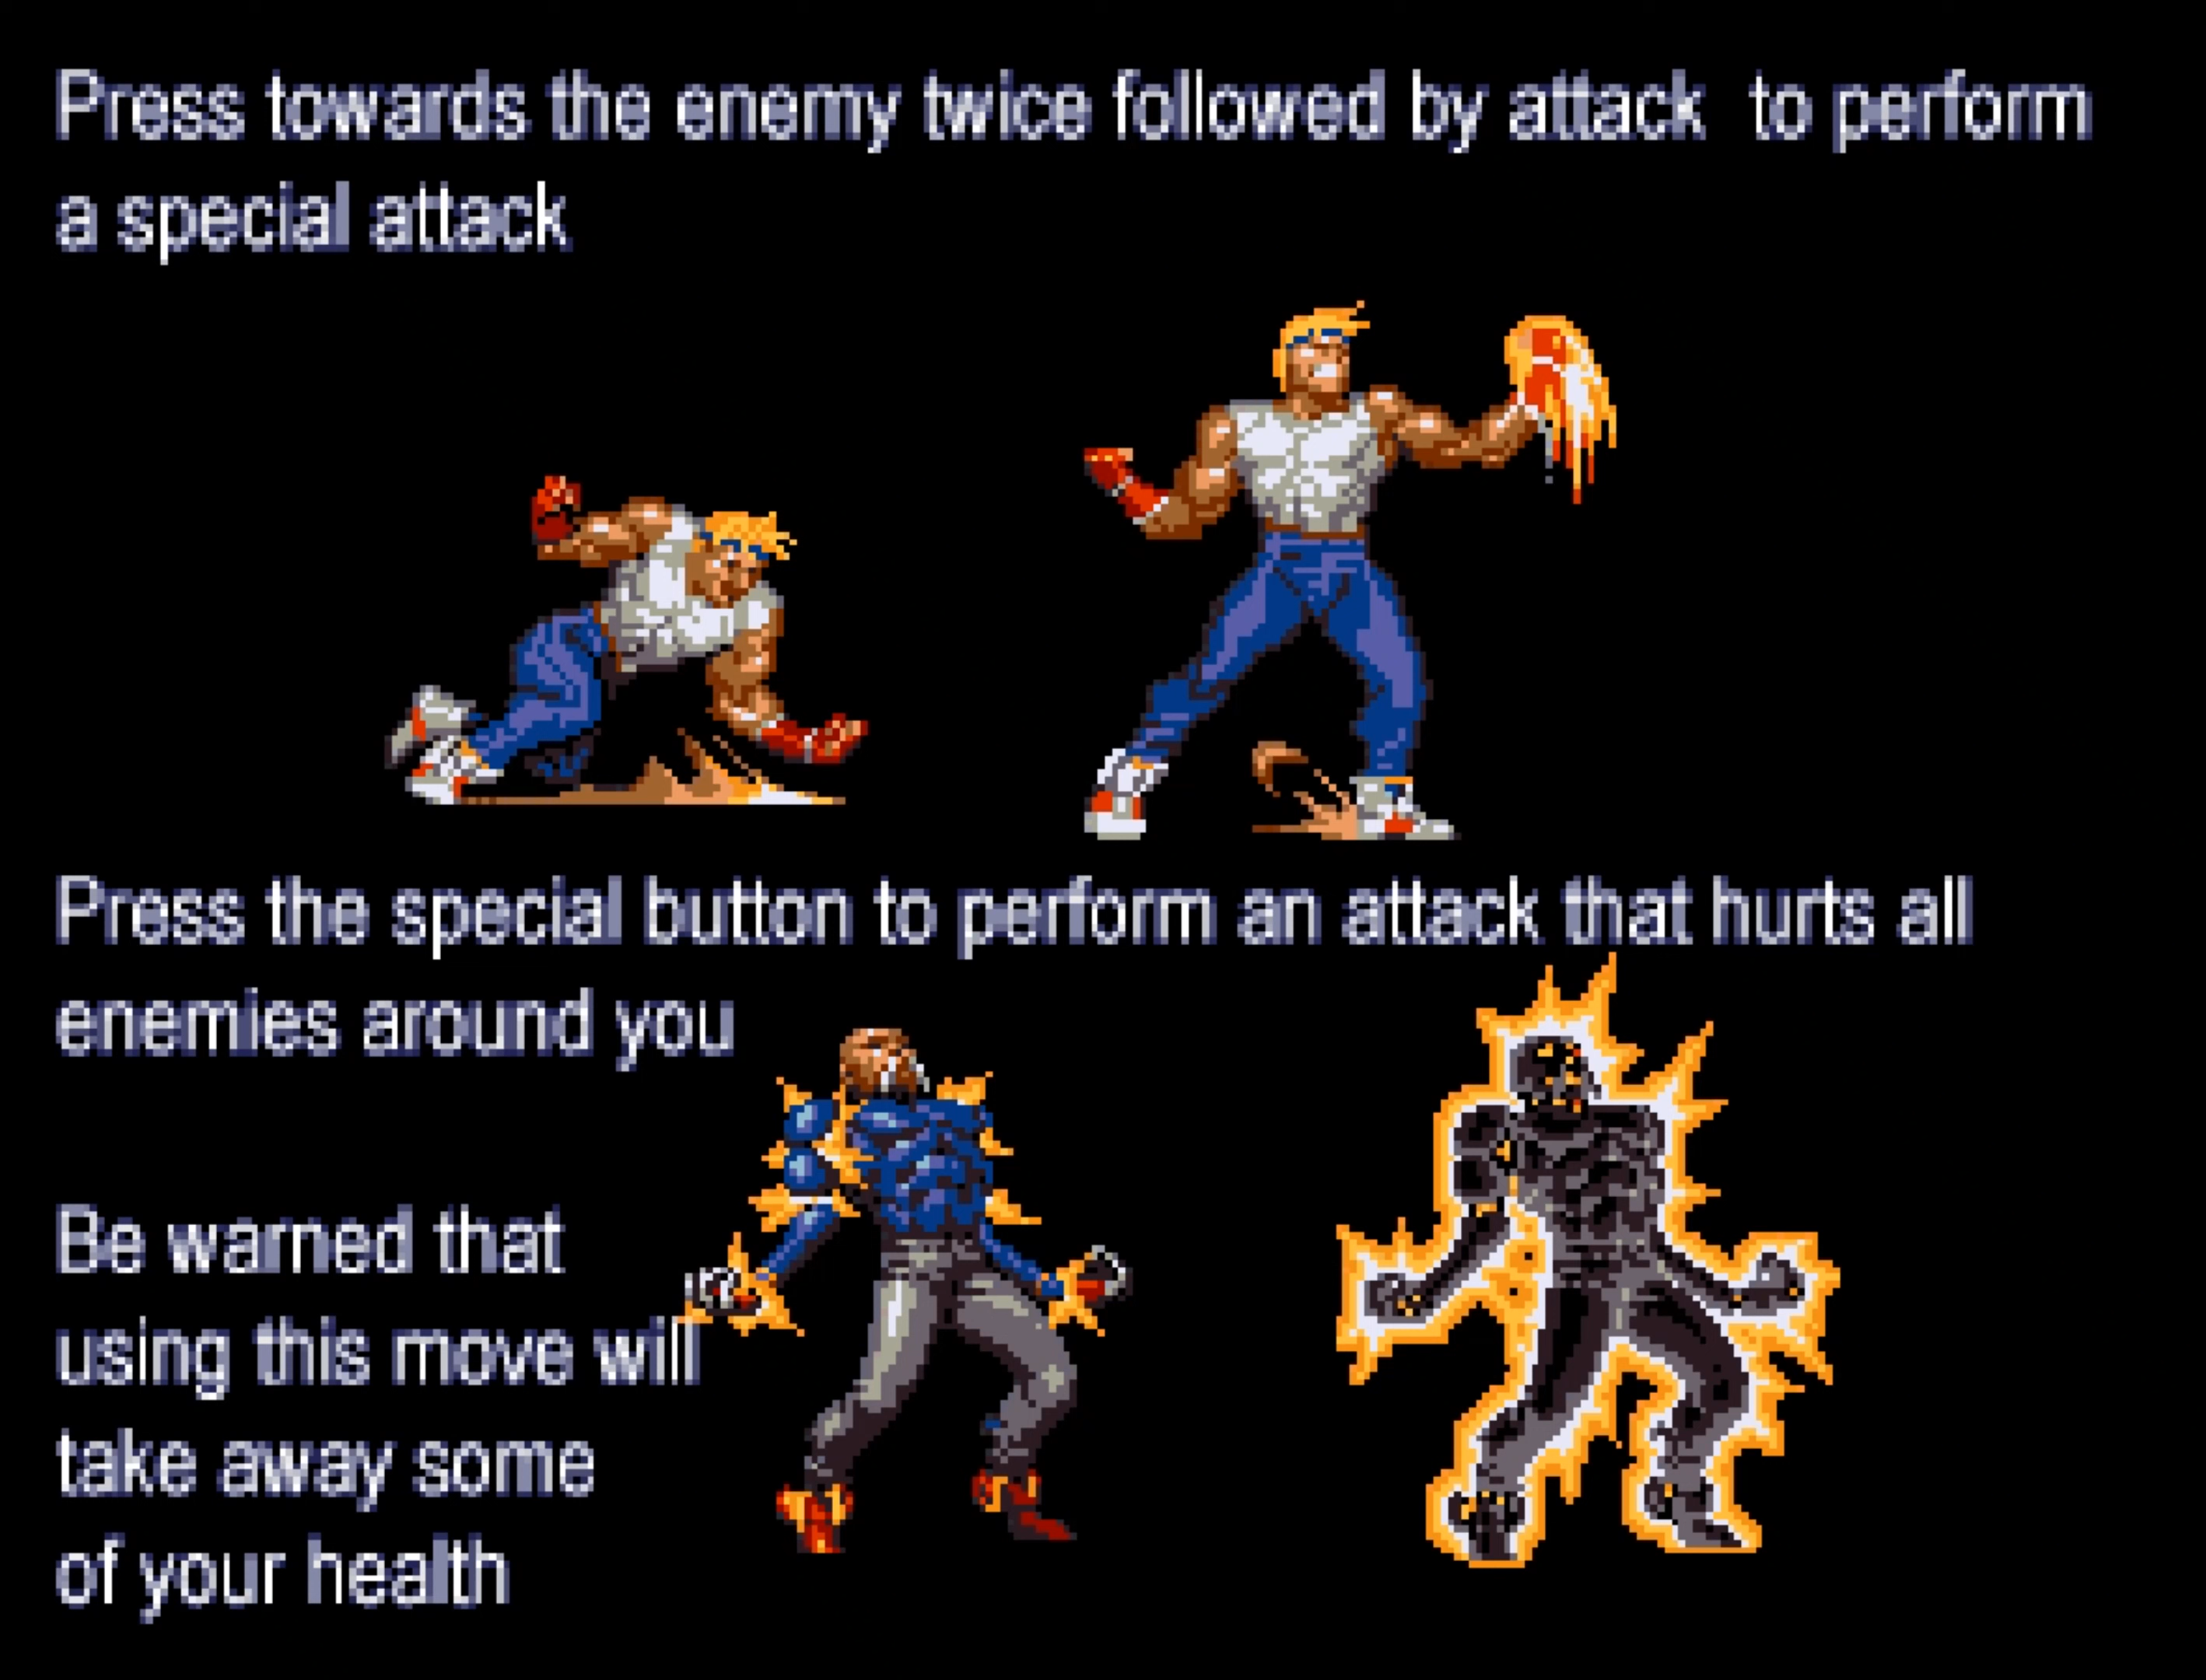 Press towards the enemy twice followed by attack  to perform
a special attack
Press the special button to perform an attack that hurts all
enemies around you
Be warned that
using this move will
take away some
of your health